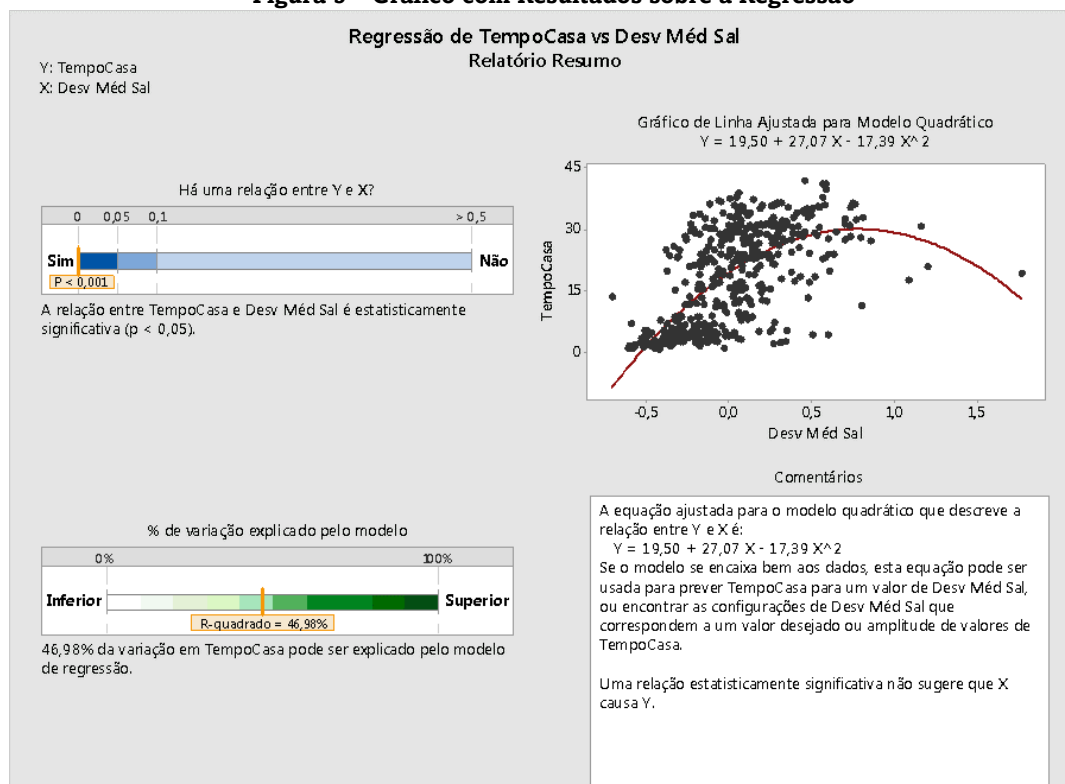 Figura 3 – Gráfico com Resultados sobre a Regressão
Regressão de TempoCasa vs Desv Méd Sal
Relatório Resumo
Y: TempoCasa
X: Desv Méd Sal
Há uma relação entre Y e X?
0 0,05 0,1 > 0,5
Sim Não
P < 0,001
A relação entre TempoCasa e Desv Méd Sal é estatisticamente
significativa (p < 0,05).
Gráfico de Linha Ajustada para Modelo Quadrático
Y = 19,50 + 27,07 X - 17,39 X^2
45
30
15
0
TempoCasa
-0,5 0,0 0,5 1,0 1,5
Desv Méd Sal
% de variação explicado pelo modelo
0% 100%
Inferior Superior
R-quadrado = 46,98%
46,98% da variação em TempoCasa pode ser explicado pelo modelo
de regressão.
Comentários
A equação ajustada para o modelo quadrático que descreve a
relação entre Y e X é:
Y = 19,50 + 27,07 X - 17,39 X^2
Se o modelo se encaixa bem aos dados, esta equação pode ser
usada para prever TempoCasa para um valor de Desv Méd Sal,
ou encontrar as configurações de Desv Méd Sal que
correspondem a um valor desejado ou amplitude de valores de
TempoCasa.
Uma relação estatisticamente significativa não sugere que X
causa Y.